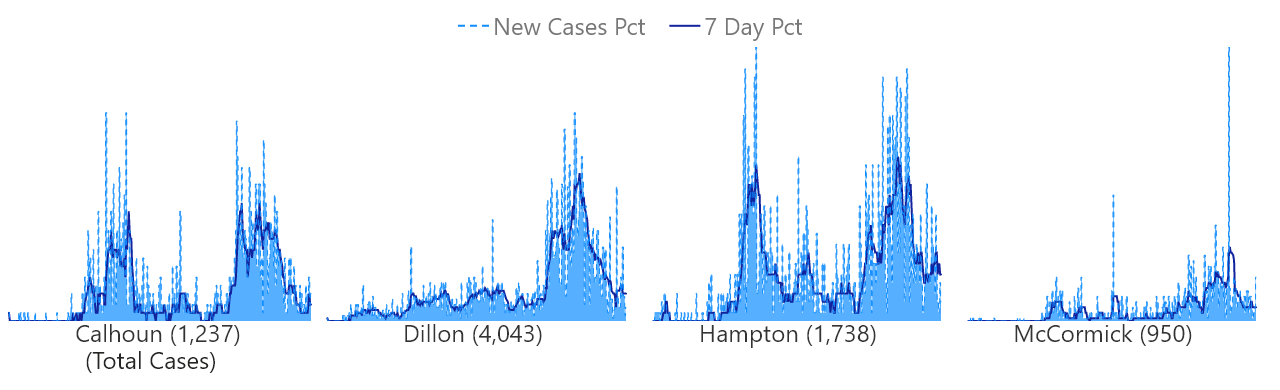 New Cases Pct 7 Day Pct
Calhoun (1,237) Dillon (4,043) Hampton (1,738) McCormick (950)
(Total Cases)